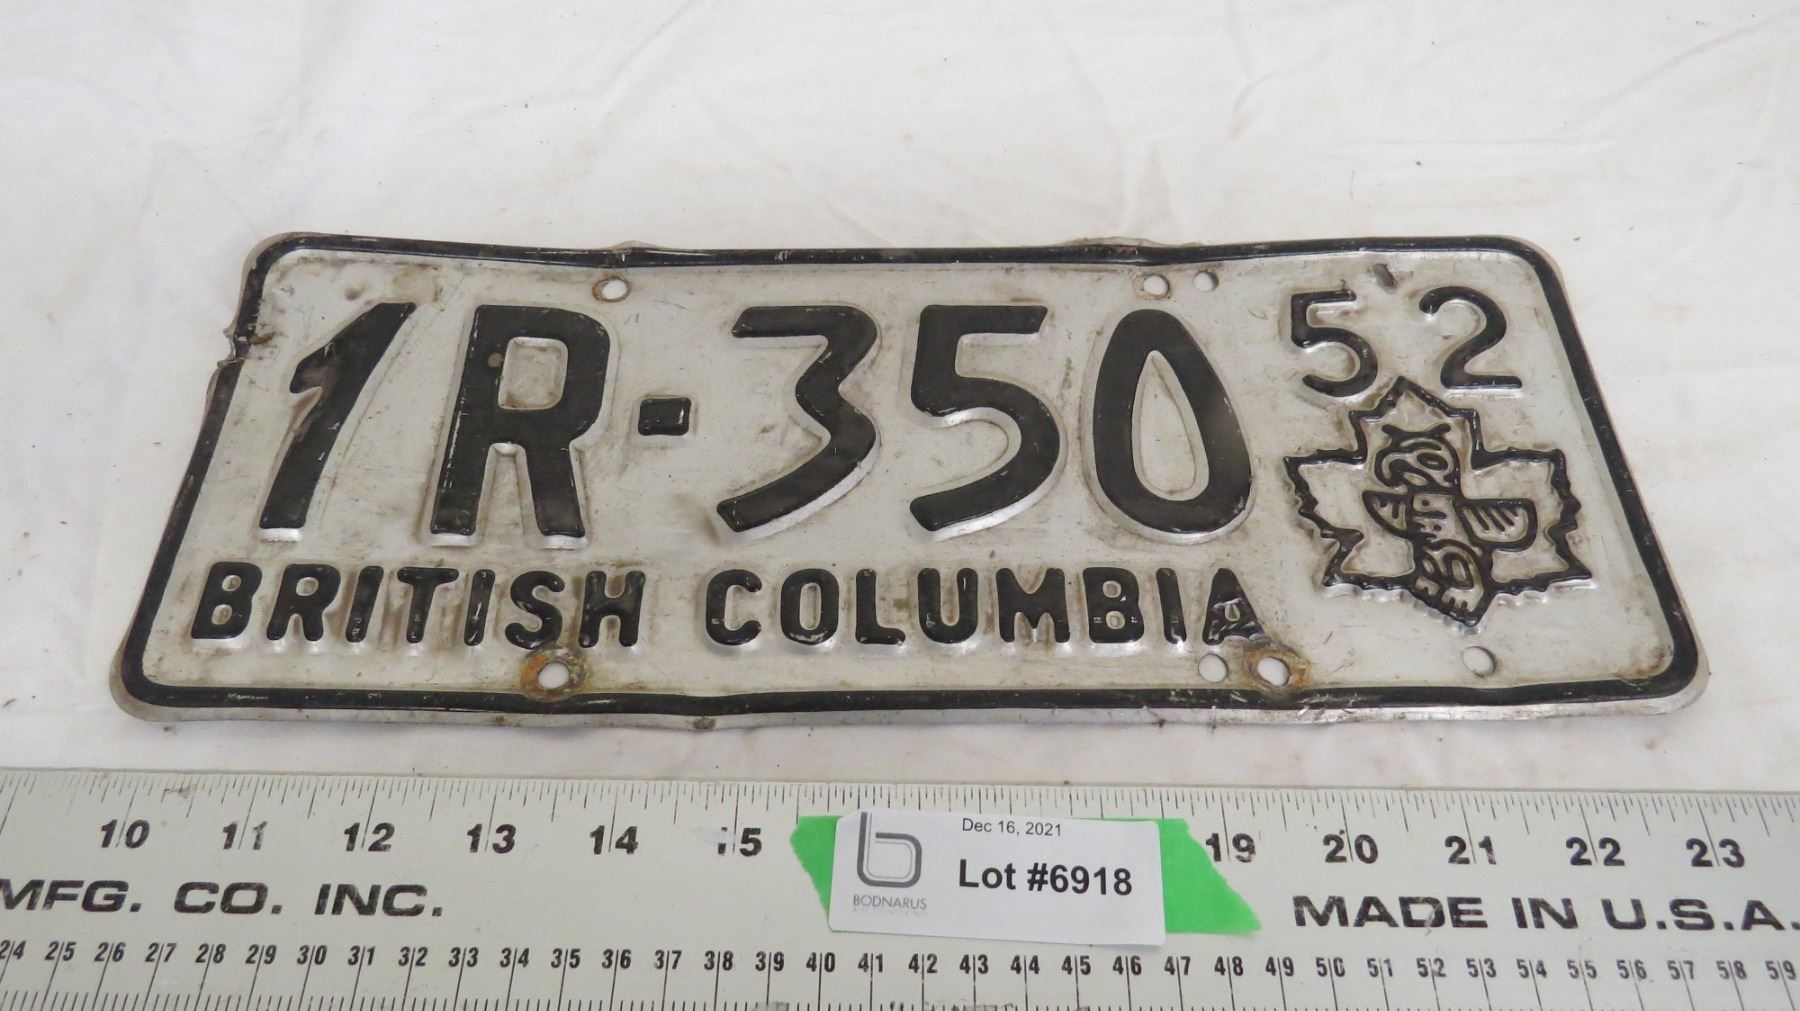 52
1R-350
BRITISH COLUMBIA
10 11 12 13 14 15 19 20 21 22 23
Dec 16, 2021
Lot #6918
BODNARUS
MFG. CO. INC. MADE IN U.S.A.
24 25 26 27 28 29 30 31 32 33 34 35 36 37 38 39 40 41 42 43 44 45 46 47 48 49 50 51 52 53 54 55 56 57 58 59